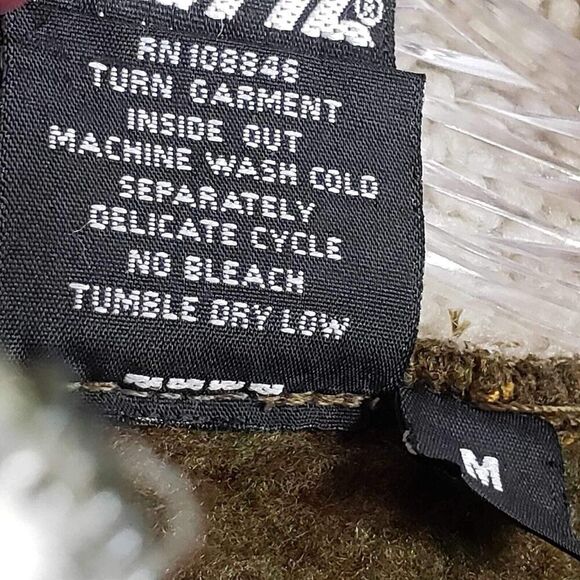 RN 108846
TURN GARMENT
INSIDE OUT
MACHINE WASH COLD
SEPARATELY
DELICATE CYCLE
NO BLEACH
TUMBLE DRY LOW
M